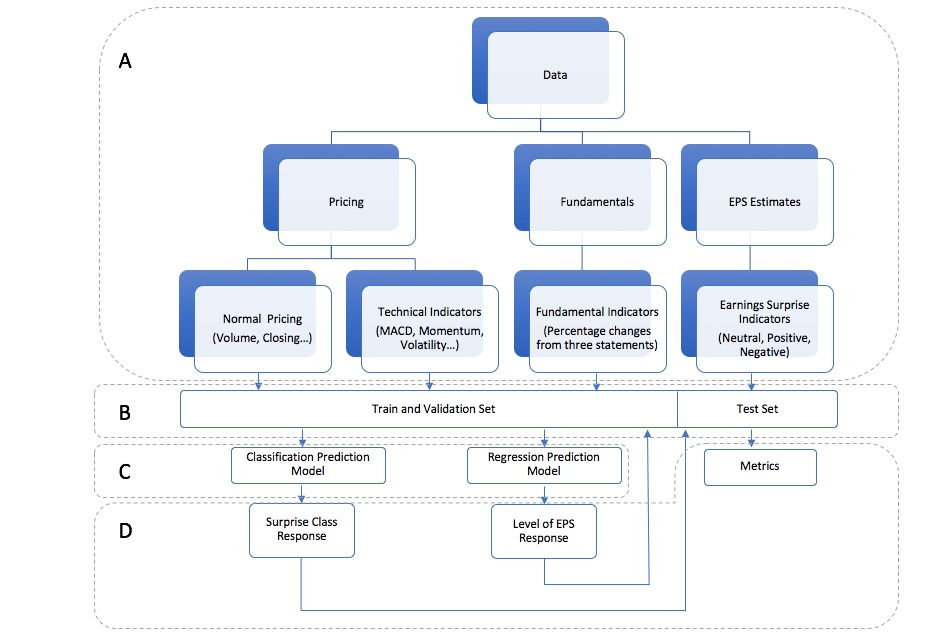 A
Data
Pricing
Fundamentals
EPS Estimates
Normal Pricing
(Volume, Closing...)
Technical Indicators
(MACD, Momentum,
Volatility...)
Fundamental Indicators
(Percentage changes
from three statements)
Earnings Surprise
Indicators
(Neutral, Positive,
Negative)
B
Train and Validation Set
Test Set
C
Classification Prediction
Model
Regression Prediction
Model
Metrics
D
Surprise Class
Response
Level of EPS
Response